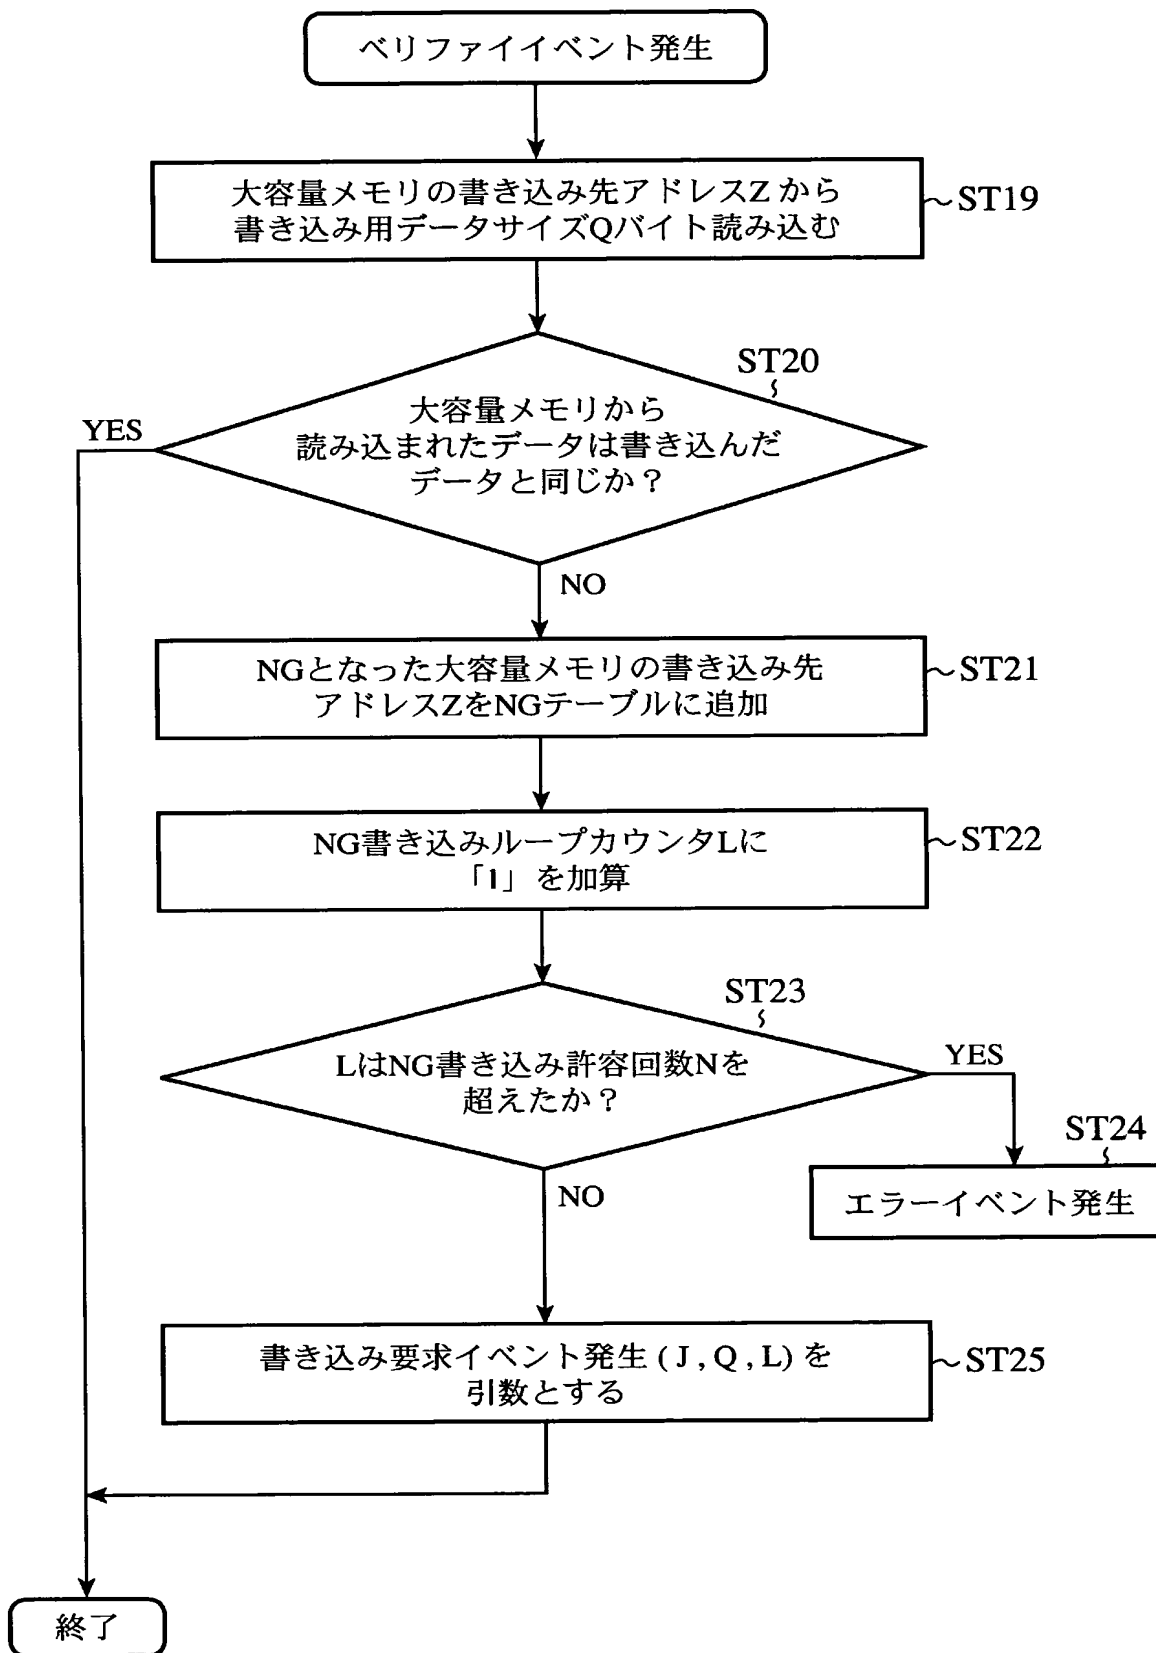 ベリファイイベント発生
大容量メモリの書き込み先アドレスZから
書き込み用データサイズQバイト読み込む
ST19
ST20
大容量メモリから
読み込まれたデータは書き込んだ
データと同じか?
YES
NO
NGとなった大容量メモリの書き込み先
アドレスZをNGテーブルに追加
ST21
NG書き込みループカウンタLに
「1」を加算
ST22
ST23
LはNG書き込み許容回数Nを
超えたか?
YES
NO
ST24
エラーイベント発生
書き込み要求イベント発生(J,Q,L)を
引数とする
ST25
終了